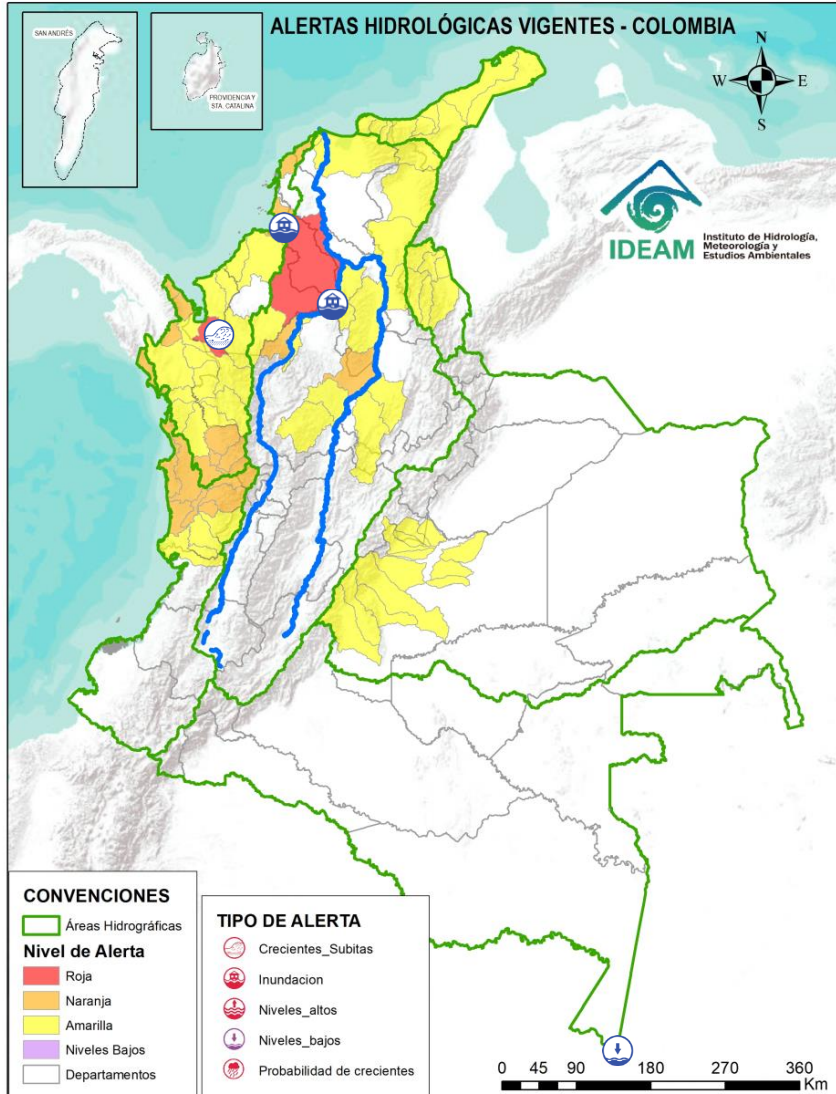 ALERTAS HIDROLÓGICAS VIGENTES - COLOMBIA
SAN ANDRÉS
PROVIDENCIA Y
STA. CATALINA
N
W
E
S
IDEAM
Instituto de Hidrología,
Meteorología y
Estudios Ambientales
CONVENCIONES
Áreas Hidrográficas
Nivel de Alerta
Roja
Naranja
Amarilla
Niveles Bajos
Departamentos
TIPO DE ALERTA
Crecientes_Subitas
Inundacion
Niveles_altos
Niveles_bajos
Probabilidad de crecientes
0 45 90 180 270 360
Km